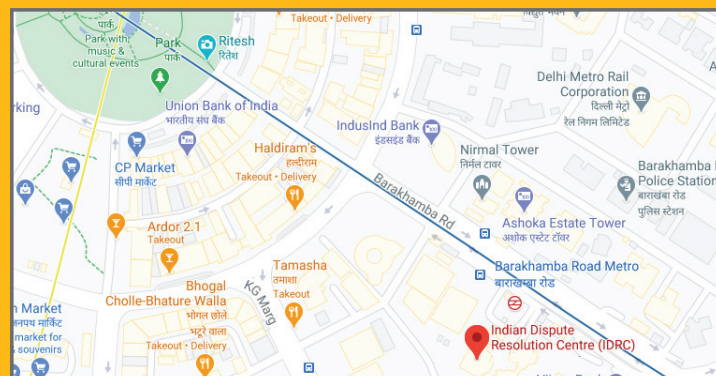 पार्क
Park with
music &
cultural events
Park
पार्क
Ritesh
रितेश
Takeout • Delivery
Union Bank of India
भारतीय संघ बैंक
CP Market
सीपी मार्केट
Haldiram's
हल्दीराम
Takeout • Delivery
IndusInd Bank
इंडसइंड बैंक
Delhi Metro Rail
Corporation
दिल्ली मेट्रो
रेल निगम लिमिटेड
Nirmal Tower
निर्मल टावर
Barakhamba
Police Station
बाराखंबा रोड
पुलिस स्टेशन
Barakhamba Rd
Ashoka Estate Tower
अशोक एस्टेट टॉवर
Ardor 2.1
Takeout
Barakhamba Road Metro
बाराखम्बा रोड
Tamasha
तमाशा
Takeout
Bhogal
Cholle-Bhature Walla
भोगल छोले
भटूरे वाला
Takeout • Delivery
KG Marg
Market
जनपथ मार्किट
market for
souvenirs
Indian Dispute
Resolution Centre (IDRC)